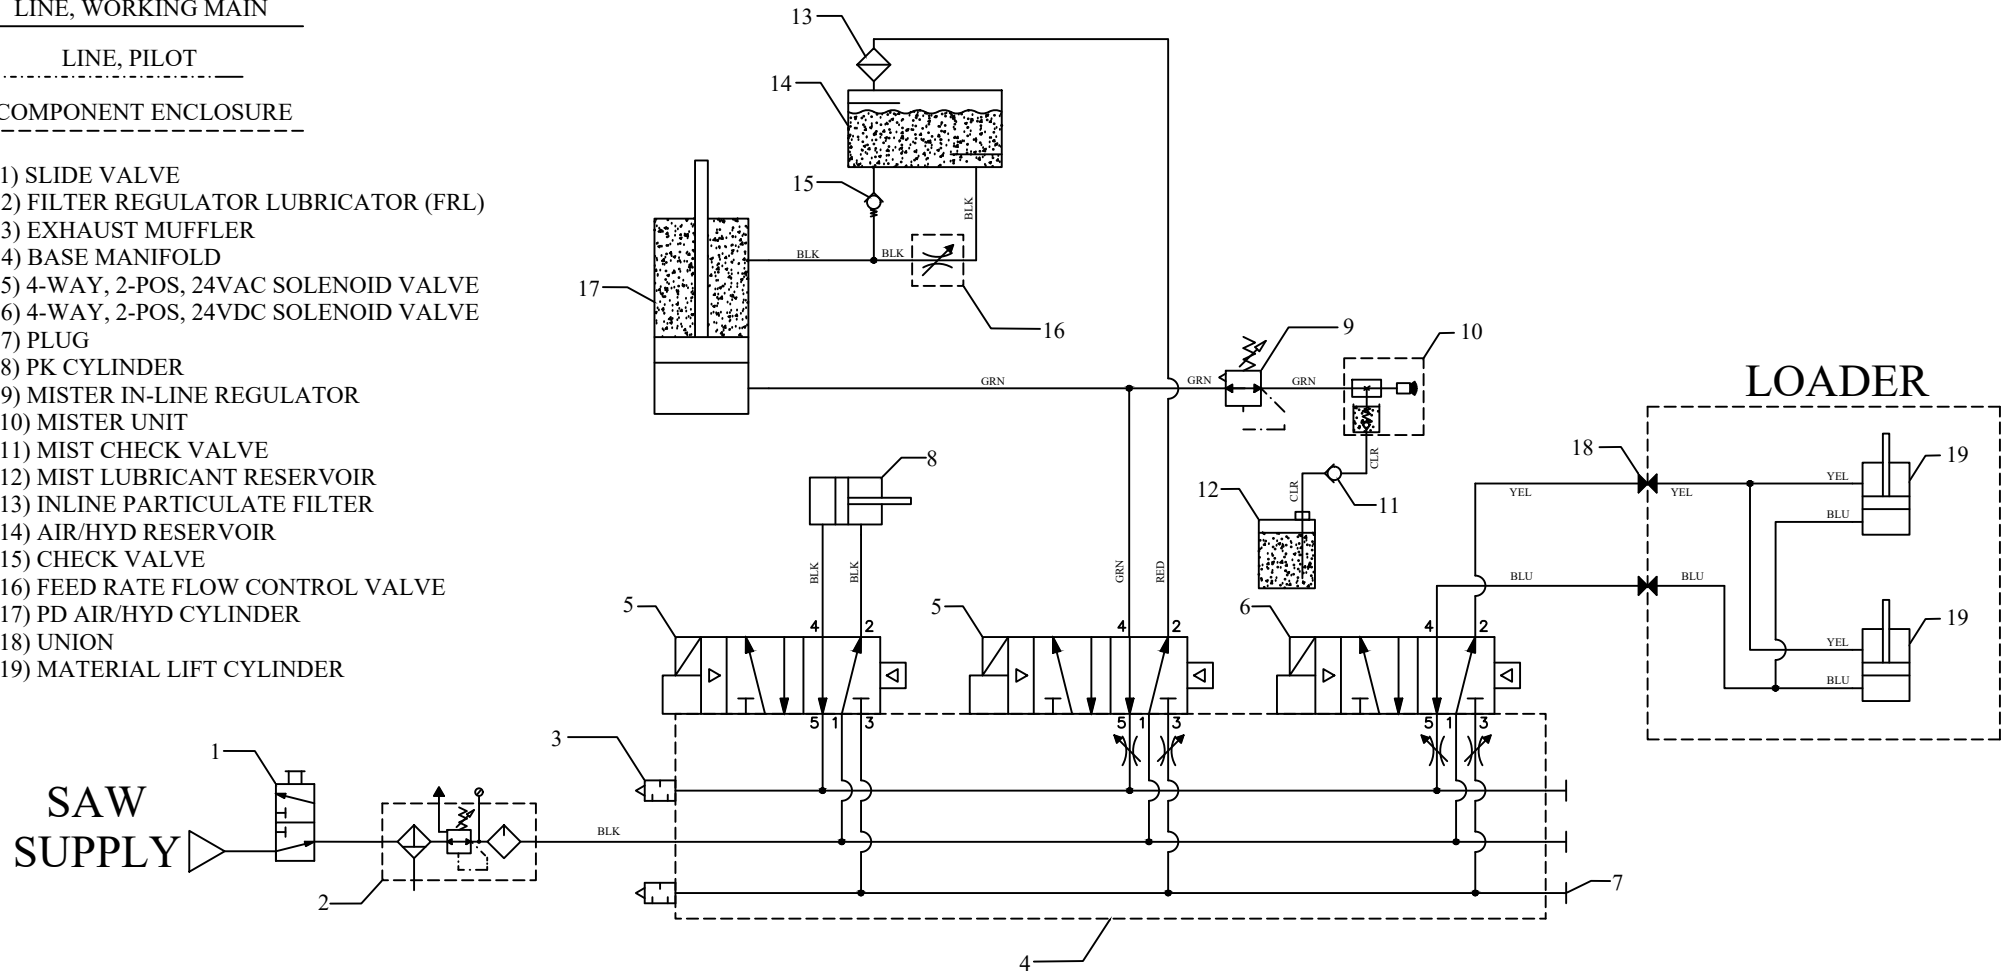 LINE, WORKING MAIN
LINE, PILOT
COMPONENT ENCLOSURE
1) SLIDE VALVE
2) FILTER REGULATOR LUBRICATOR (FRL)
3) EXHAUST MUFFLER
4) BASE MANIFOLD
5) 4-WAY, 2-POS, 24VAC SOLENOID VALVE
6) 4-WAY, 2-POS, 24VDC SOLENOID VALVE
7) PLUG
8) PK CYLINDER
9) MISTER IN-LINE REGULATOR
10) MISTER UNIT
11) MIST CHECK VALVE
12) MIST LUBRICANT RESERVOIR
13) INLINE PARTICULATE FILTER
14) AIR/HYD RESERVOIR
15) CHECK VALVE
16) FEED RATE FLOW CONTROL VALVE
17) PD AIR/HYD CYLINDER
18) UNION
19) MATERIAL LIFT CYLINDER
13
14
15
BLK
BLK
BLK
17
16
9
10
GRN
GRN
GRN
CLR
CLR
11
12
8
BLK
BLK
GRN
RED
LOADER
18
19
YEL
YEL
YEL
BLU
BLU
BLU
19
YEL
BLU
5
4
2
5
1
3
5
4
2
5
1
3
6
4
2
5
1
3
SAW
SUPPLY
1
2
BLK
3
7
4